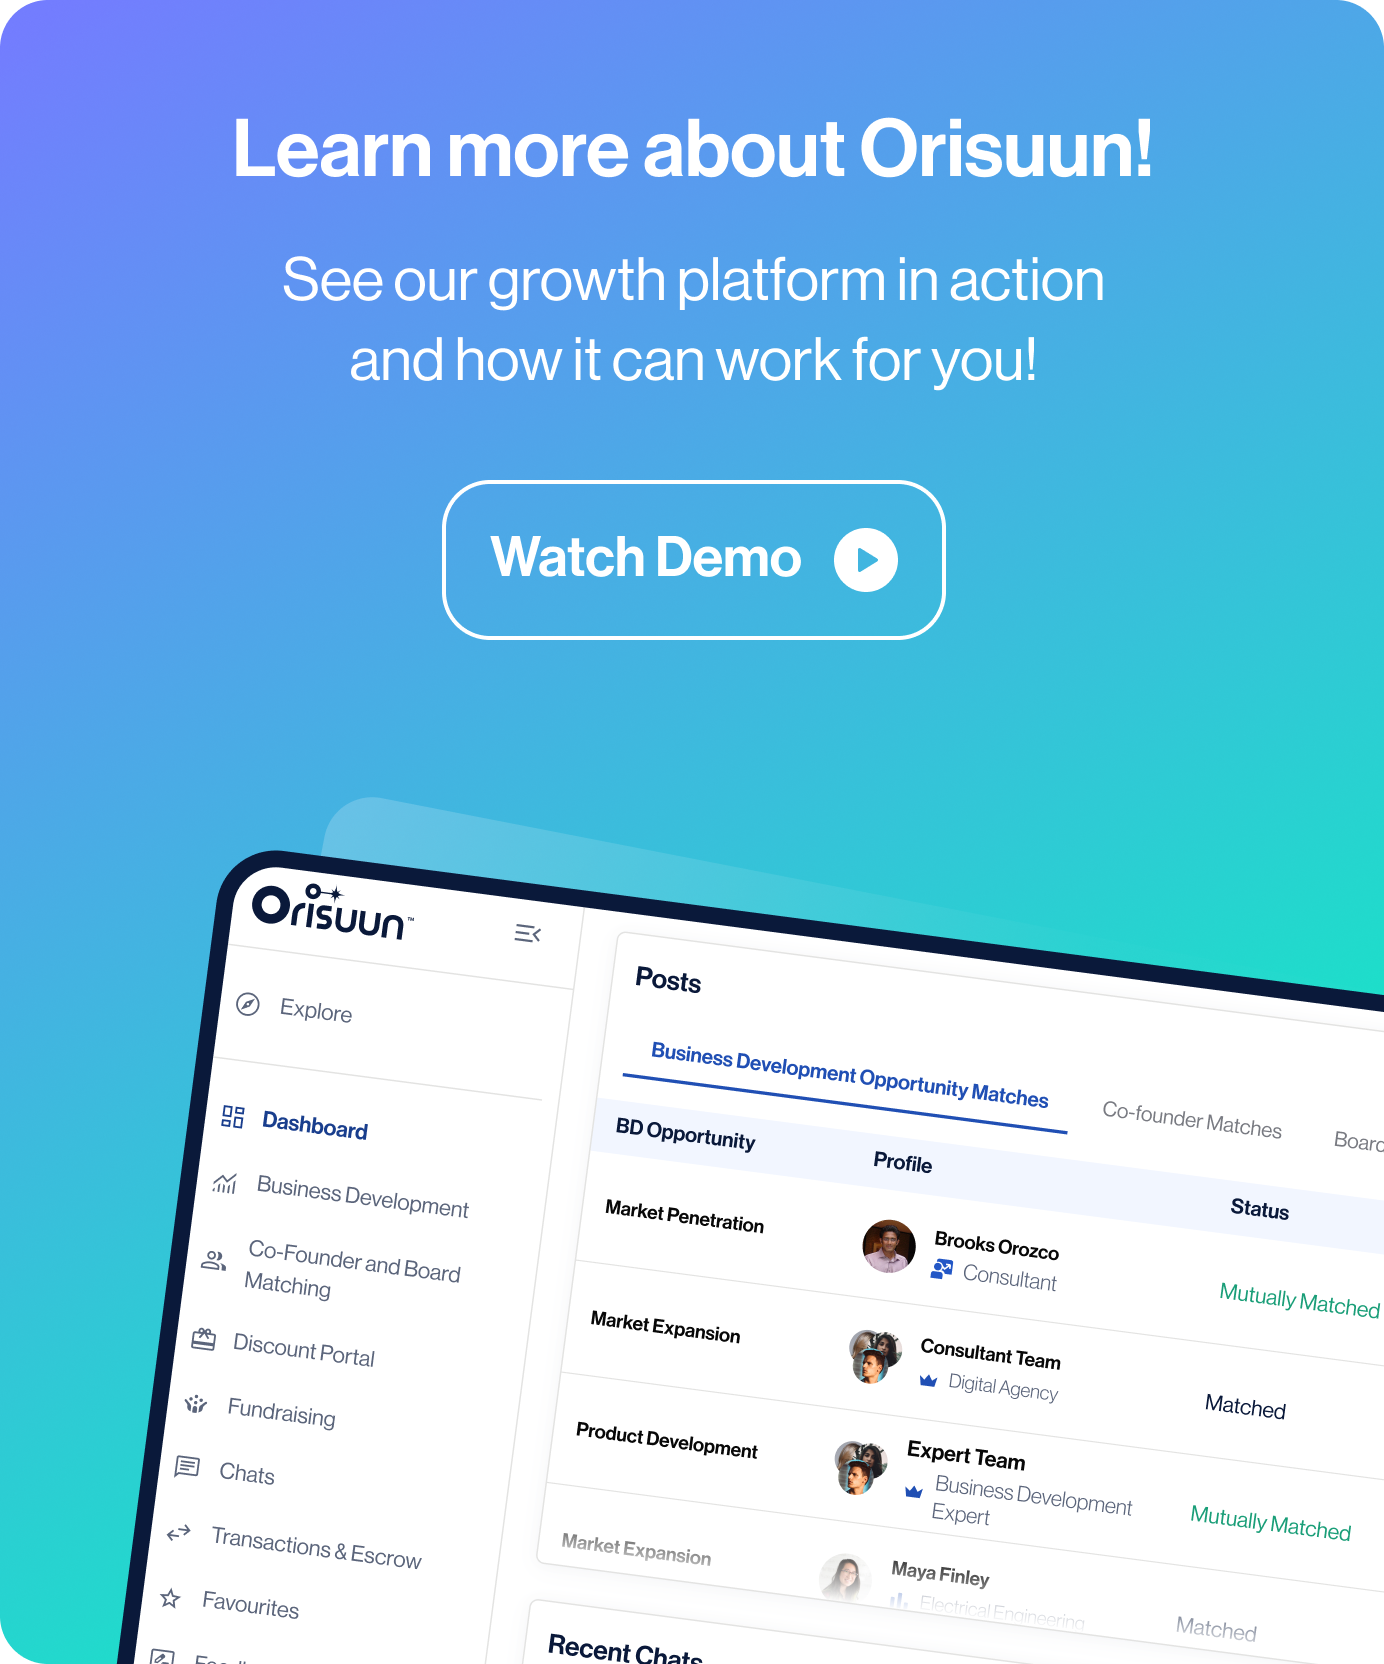 Learn more about Orisuun!
See our growth platform in action
and how it can work for you!
Watch Demo
Orisuun™
Explore
Dashboard
Business Development
Co-Founder and Board
Matching
Discount Portal
Fundraising
Chats
Transactions & Escrow
Favourites
Posts
Business Development Opportunity Matches
Co-founder Matches
Board
BD Opportunity
Profile
Status
Market Penetration
Brooks Orozco
Consultant
Mutually Matched
Market Expansion
Consultant Team
Digital Agency
Matched
Product Development
Expert Team
Business Development
Expert
Mutually Matched
Market Expansion
Maya Finley
Electrical Engineering
Matched
Recent Chats